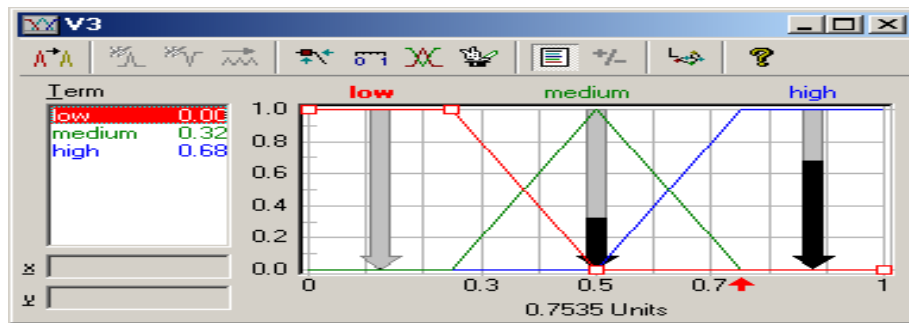 V3
Term
low 0.00
medium 0.32
high 0.68
low medium high
1.0
0.8
0.6
0.4
0.2
0.0
0 0.3 0.5 0.7 1
0.7535 Units
x
y